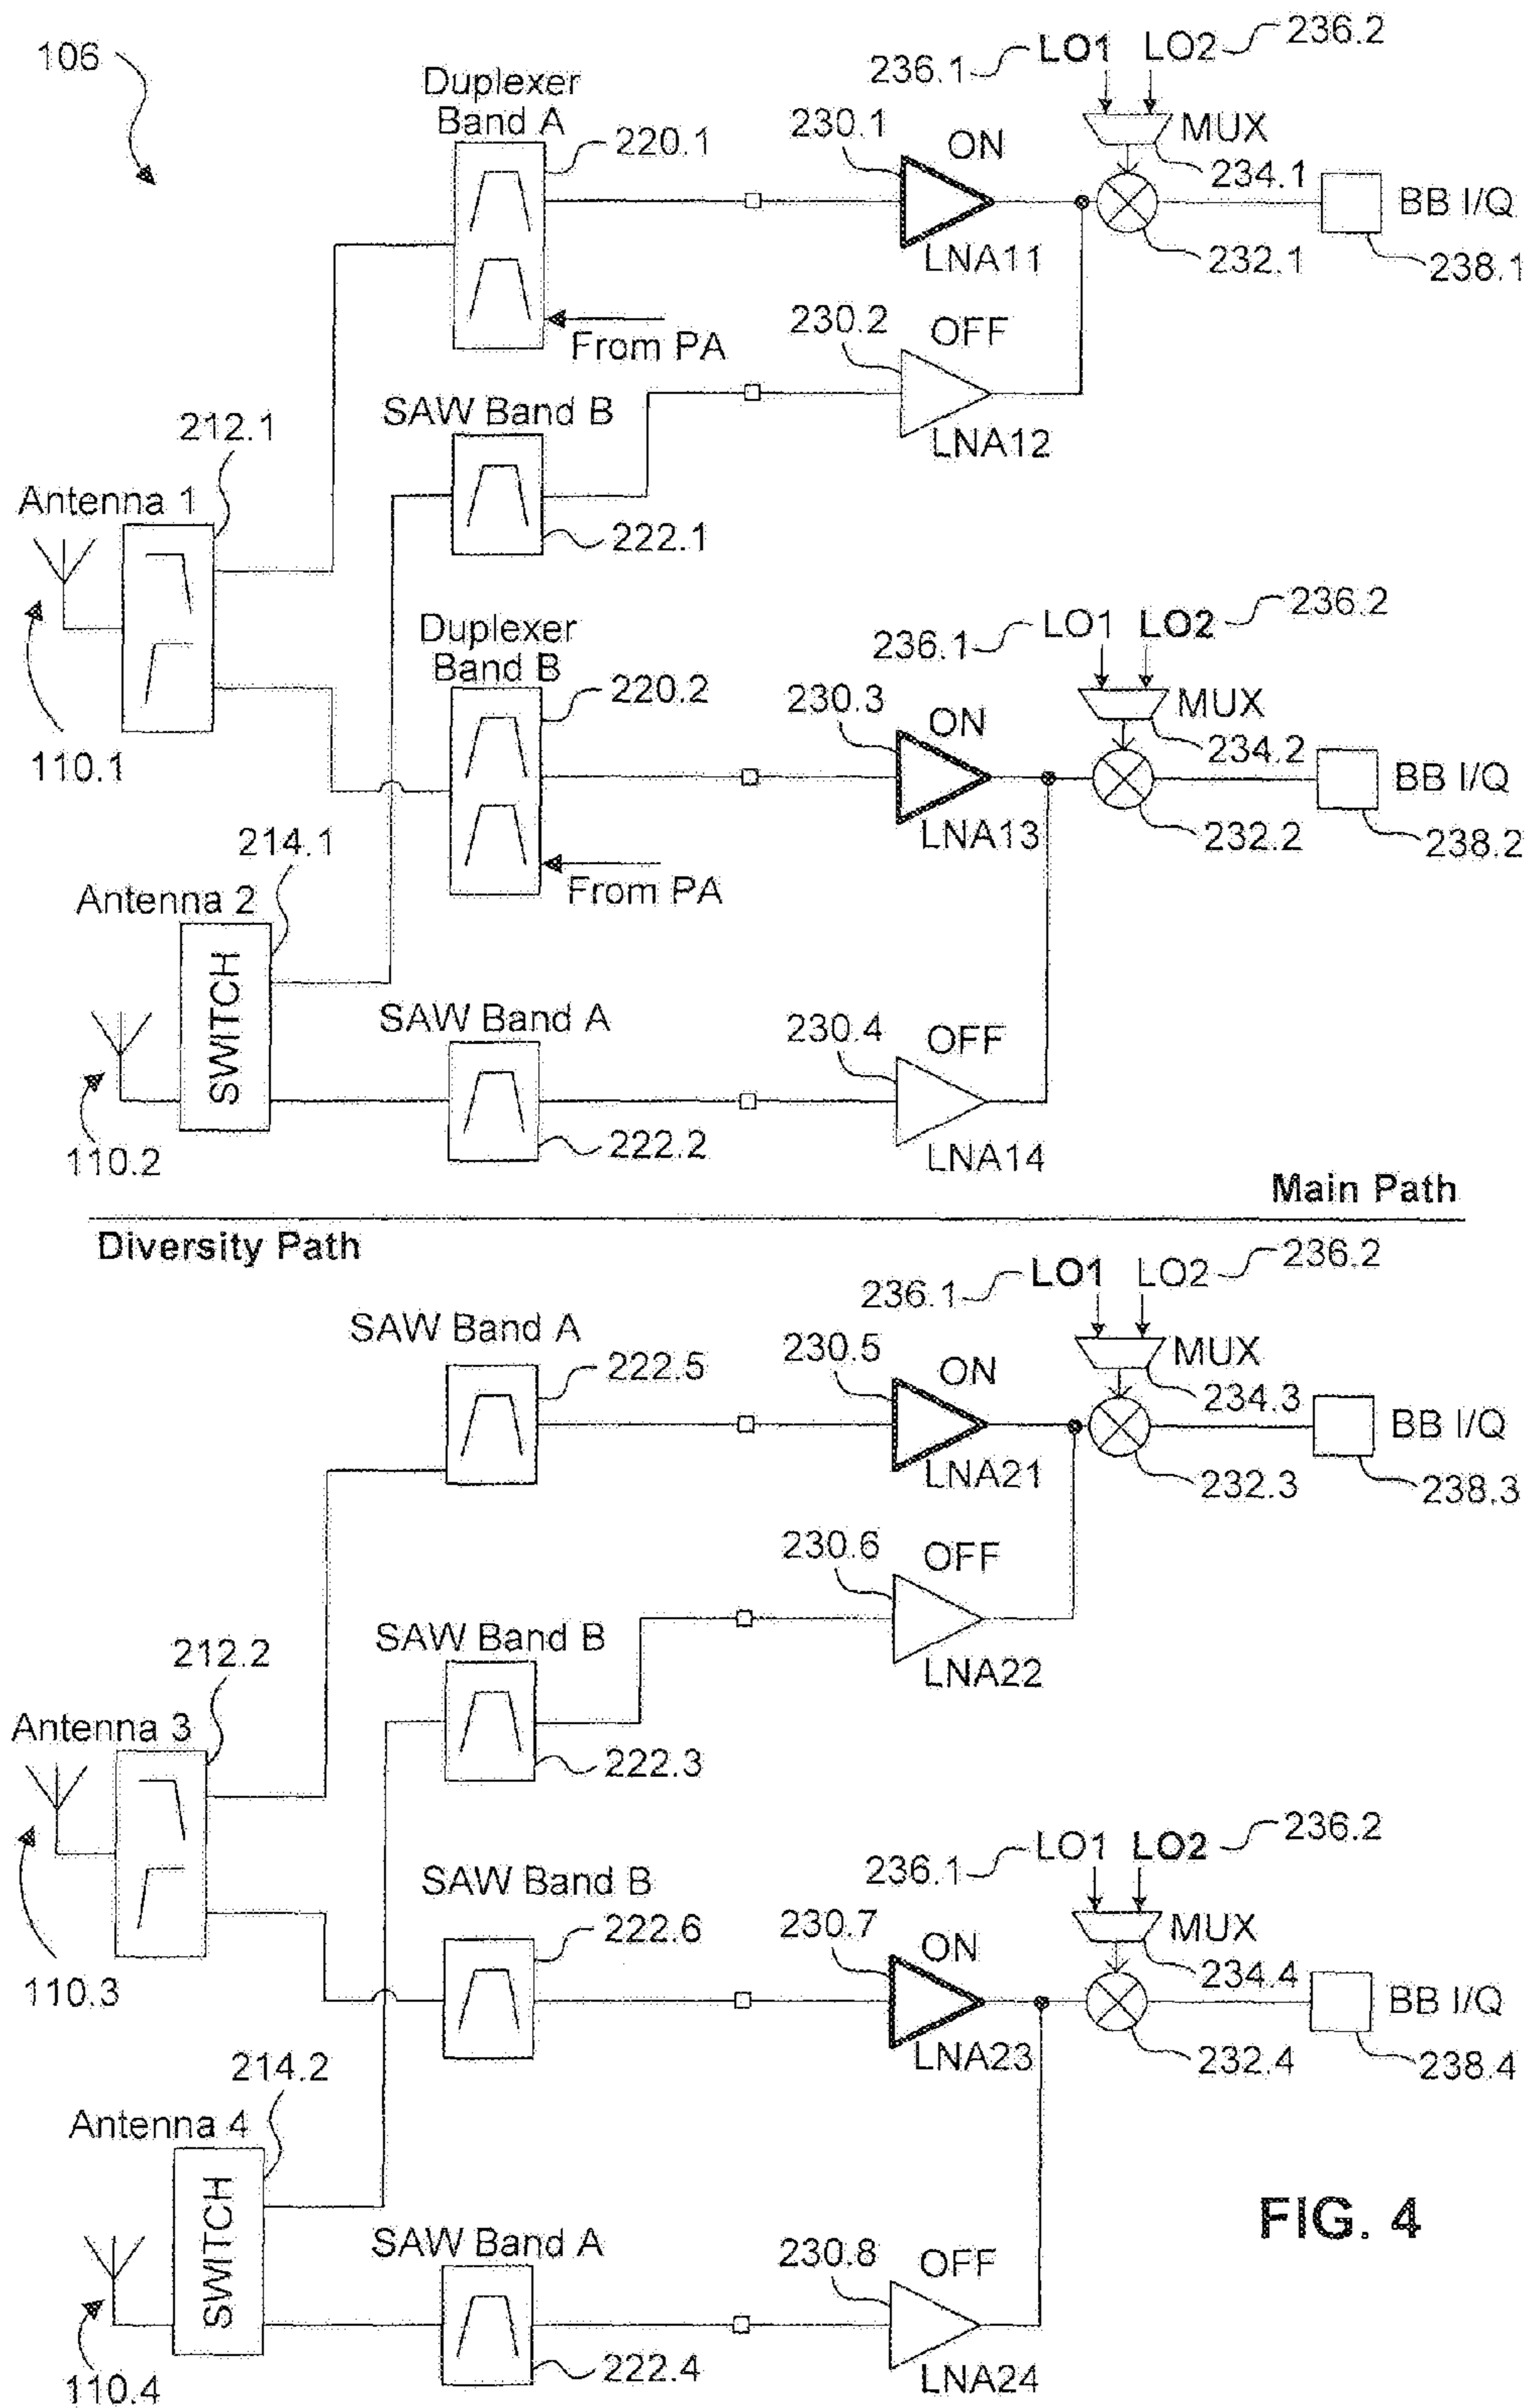 106
236.1 LO1 LO2 236.2
Duplexer
Band A
220.1
230.1
ON
MUX
234.1
BB I/Q
LNA11
232.1
238.1
From PA
230.2
OFF
SAW Band B
LNA12
212.1
Antenna 1
222.1
236.1 LO1 LO2 236.2
Duplexer
Band B
220.2
230.3
ON
MUX
234.2
110.1
BB I/Q
LNA13
232.2
238.2
214.1
From PA
Antenna 2
SWITCH
SAW Band A
230.4
OFF
110.2
222.2
LNA14
Main Path
Diversity Path
236.1 LO1 LO2 236.2
SAW Band A
222.5
230.5
ON
MUX
234.3
BB I/Q
LNA21
232.3
238.3
230.6
OFF
SAW Band B
212.2
LNA22
Antenna 3
222.3
236.1 LO1 LO2 236.2
SAW Band B
222.6
230.7
ON
MUX
234.4
110.3
BB I/Q
LNA23
232.4
238.4
214.2
Antenna 4
SWITCH
SAW Band A
230.8
OFF
FIG. 4
110.4
222.4
LNA24